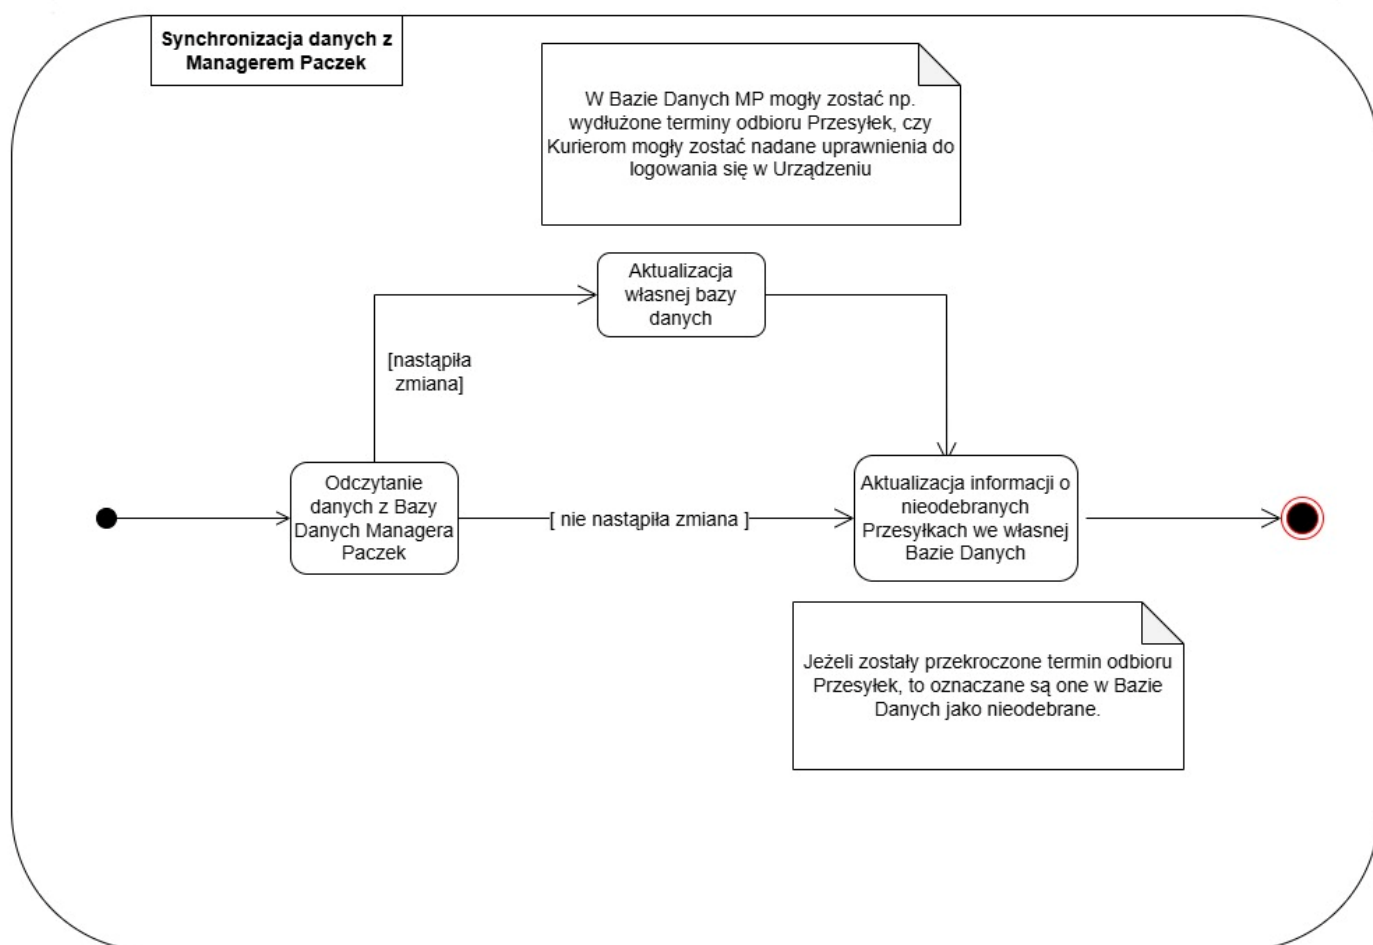 Synchronizacja danych z
Managerem Paczek
W Bazie Danych MP mogły zostać np.
wydłużone terminy odbioru Przesyłek, czy
Kurierom mogły zostać nadane uprawnienia do
logowania się w Urządzeniu
Aktualizacja
własnej bazy
danych
[nastąpiła
zmiana]
Odczytanie
danych z Bazy
Danych Managera
Paczek
[ nie nastąpiła zmiana ]
Aktualizacja informacji o
nieodebranych
Przesyłkach we własnej
Bazie Danych
Jeżeli zostały przekroczone termin odbioru
Przesyłek, to oznaczane są one w Bazie
Danych jako nieodebrane.